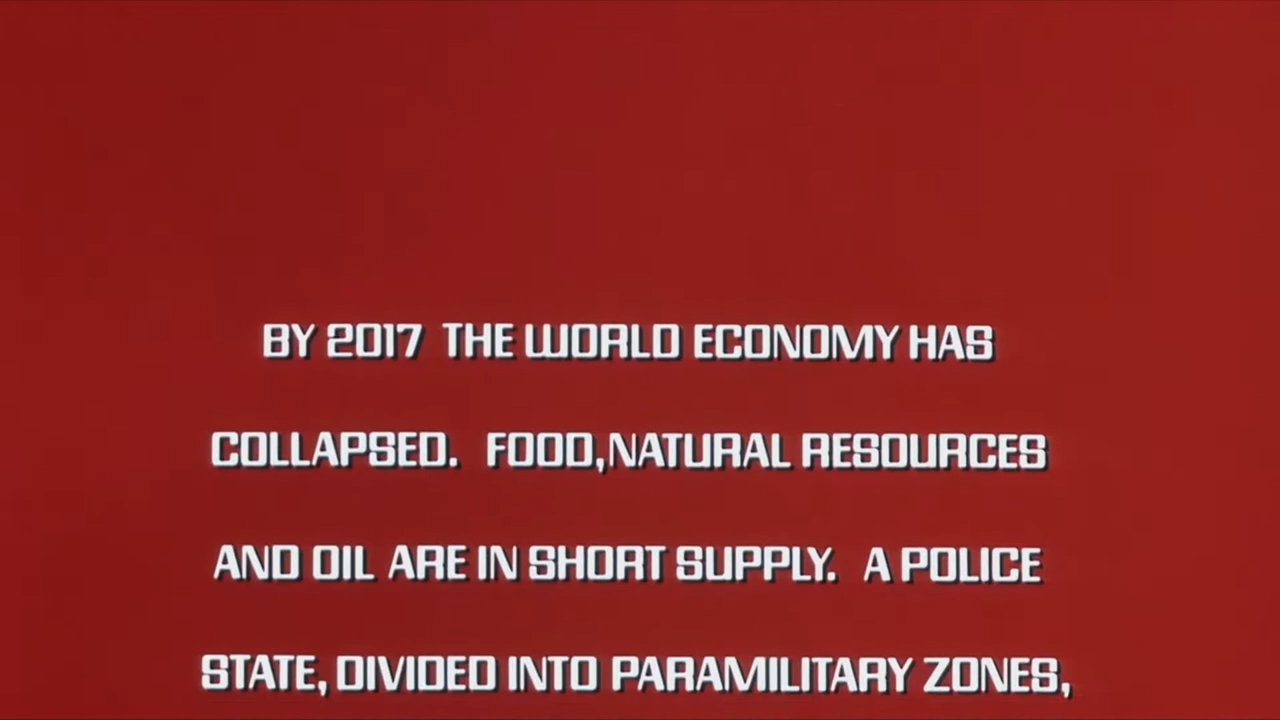 BY 2017 THE WORLD ECONOMY HAS
COLLAPSED. FOOD,NATURAL RESOURCES
AND OIL ARE IN SHORT SUPPLY. A POLICE
STATE, DIVIDED INTO PARAMILITARY ZONES,